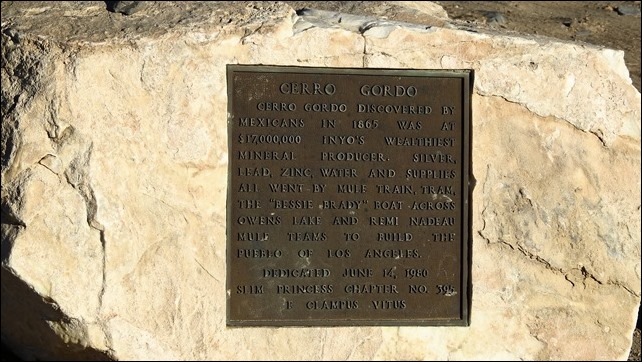 CERRO GORDO
CERRO GORDO DISCOVERED BY
MEXICANS IN 1865 WAS AT
$17,000,000 INYO'S WEALTHIEST
MINERAL PRODUCER. SILVER,
LEAD, ZINC, WATER AND SUPPLIES
ALL WENT BY MULE TRAIN, TRAM,
THE "BESSIE BRADY" BOAT ACROSS
OWENS LAKE AND REMI NADEAU
MULE TEAMS TO BUILD THE
PUEBLO OF LOS ANGELES.
DEDICATED JUNE 14, 1980
SLIM PRINCESS CHAPTER NO. 395
E CLAMPUS VITUS